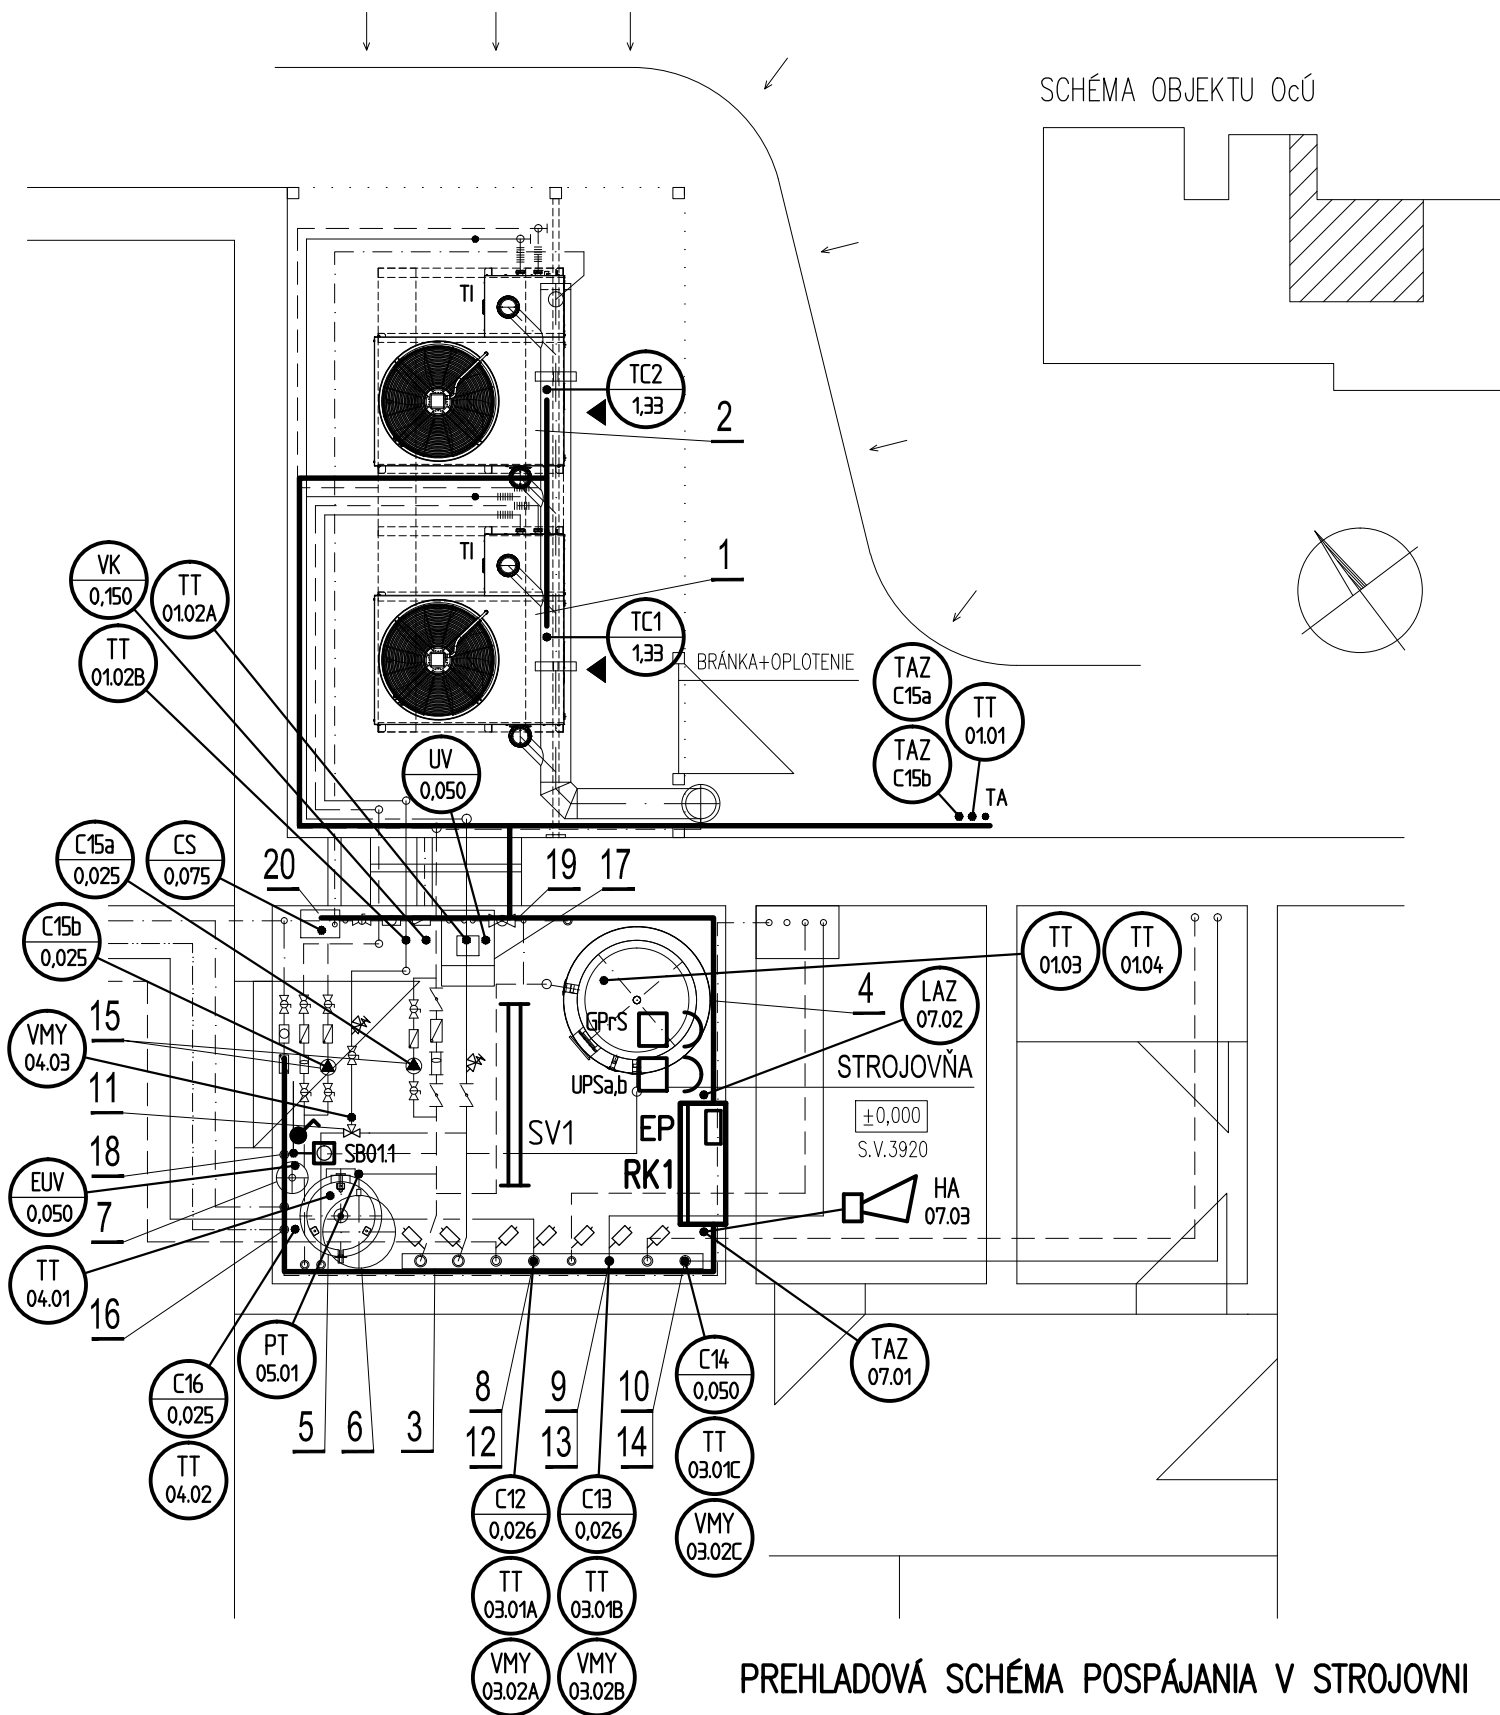 SCHÉMA OBJEKTU OcÚ
TI
TC2
1,33
2
TI
1
VK
0,150
TT
01.02A
TT
01.02B
TC1
1,33
BRÁNKA+OPLOTENIE
TAZ
C15a
TT
01.01
TAZ
C15b
TA
UV
0,050
C15a
0,025
CS
0,075
20
19
17
C15b
0,025
TT
01.03
TT
01.04
4
LAZ
07.02
GPrS
15
VMY
04.03
STROJOVŇA
UPSa,b
11
±0,000
S.V.3920
EP
SV1
SB01.1
18
RK1
EUV
0,050
HA
07.03
7
TT
04.01
16
PT
05.01
TAZ
07.01
C14
0,050
C16
0,025
8
9
10
5
6
3
12
13
14
TT
03.01C
TT
04.02
C12
0,026
C13
0,026
VMY
03.02C
TT
03.01A
TT
03.01B
VMY
03.02A
VMY
03.02B
PREHLADOVÁ SCHÉMA POSPÁJANIA V STROJOVNI